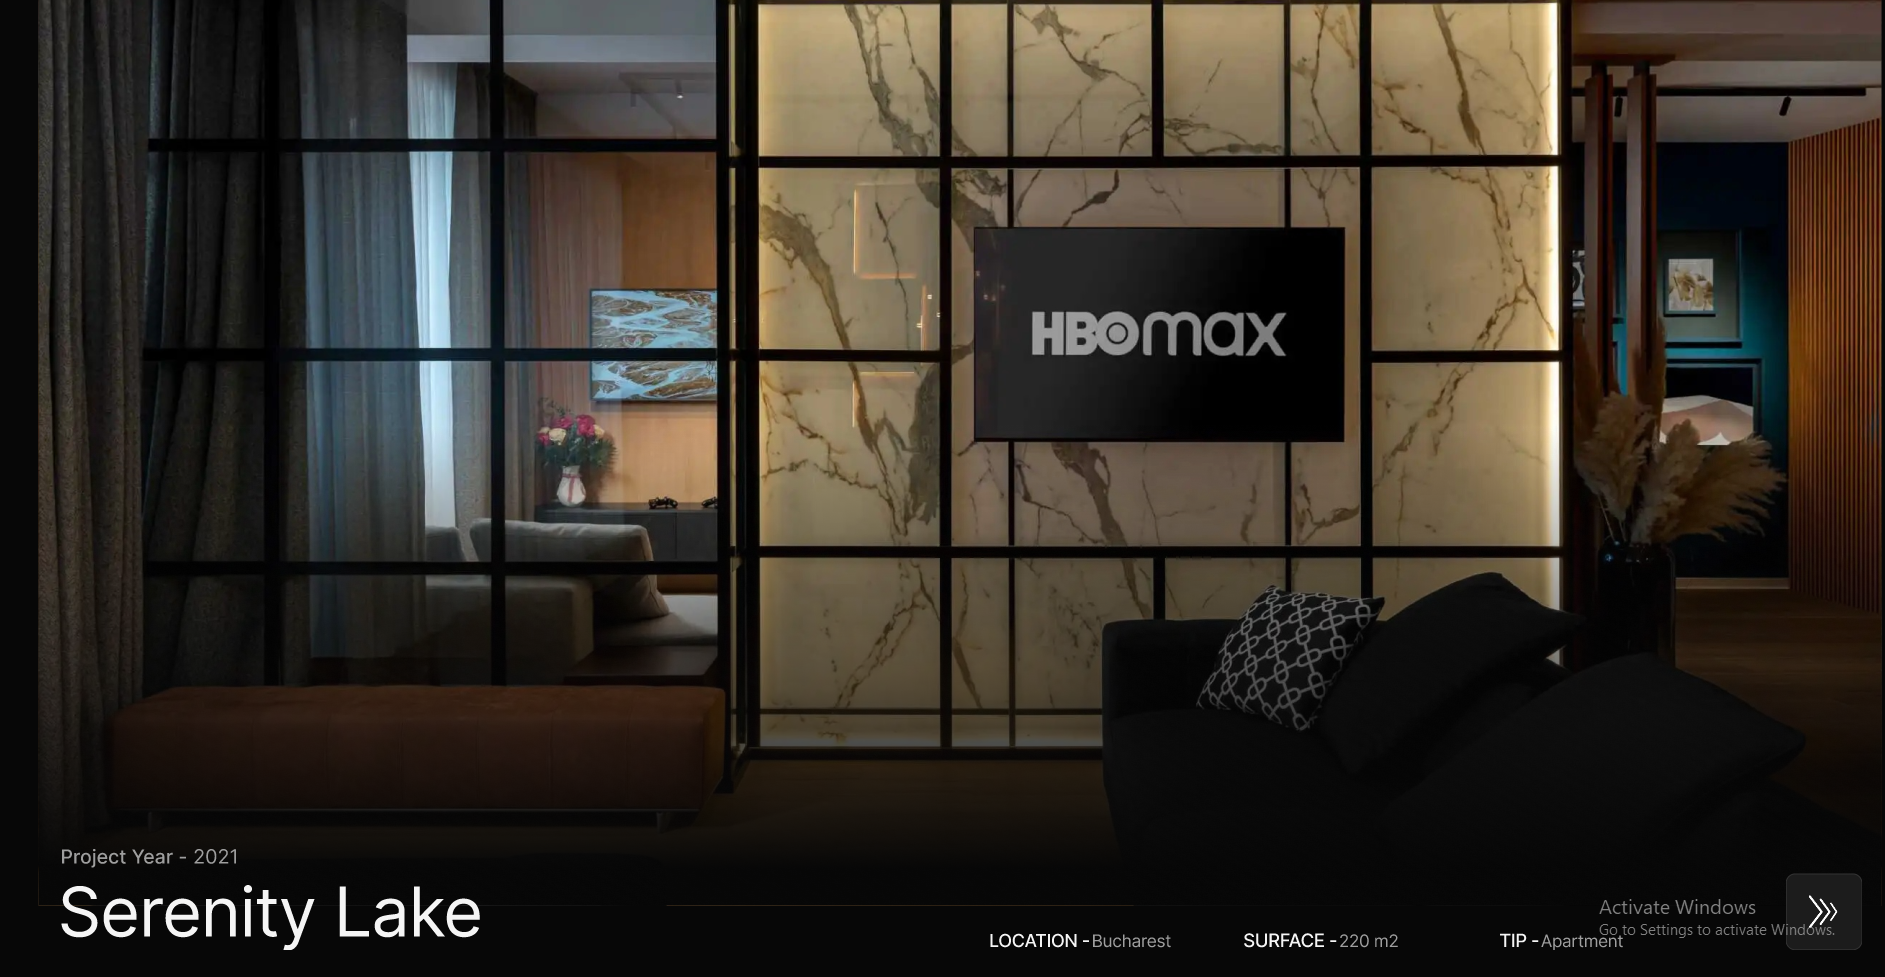 HBOmax
Project Year - 2021
Serenity Lake
LOCATION - Bucharest
SURFACE - 220 m2
TIP - Apartment
Activate Windows
Go to Settings to activate Windows.